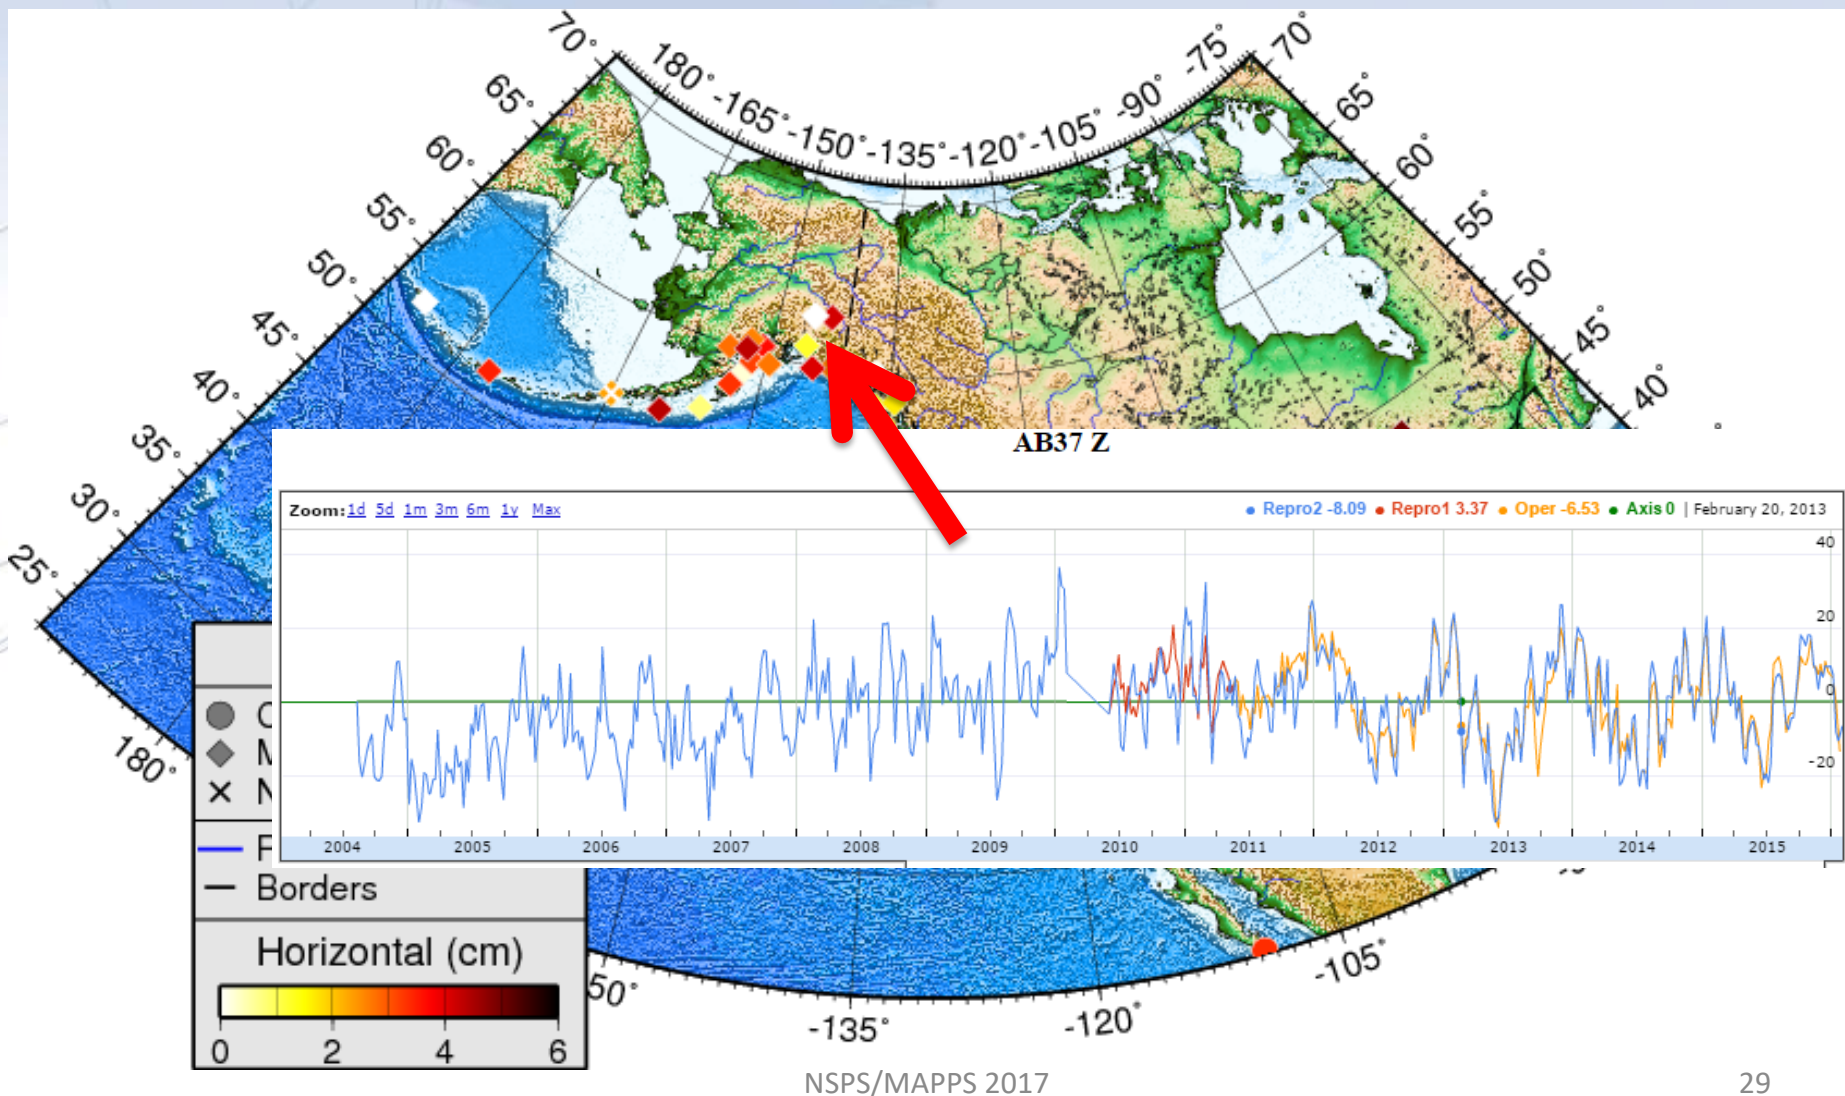 70° 180° -165° -150° -135° -120° -105° -90° -75° 70°
65° 65°
60° 60°
55° 55°
50° 50°
45° 45°
40° 40°
35°
30°
25°
180°
AB37 Z
Zoom: 1d 5d 1m 3m 6m 1y Max
Repro2 -8.09 Repro1 3.37 Oper -6.53 Axis 0 | February 20, 2013
40
20
0
-20
2004 2005 2006 2007 2008 2009 2010 2011 2012 2013 2014 2015
Borders
Horizontal (cm)
0 2 4 6
50°
-135°
-120°
-105°
NSPS/MAPPS 2017
29